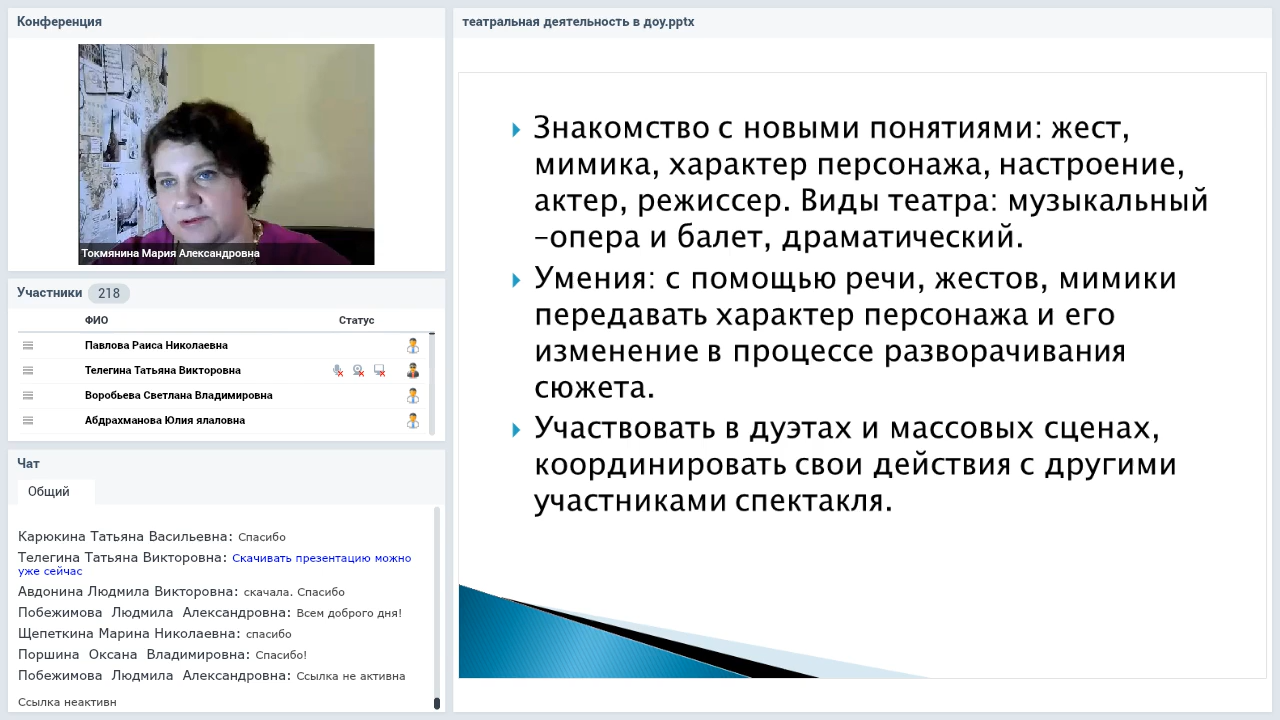 Конференция
Токмянина Мария Александровна
Участники 218
ФИО Статус
Павлова Раиса Николаевна
Телегина Татьяна Викторовна
Воробьева Светлана Владимировна
Абдрахманова Юлия ялаловна
Чат
Общий
Карюкина Татьяна Васильевна: Спасибо
Телегина Татьяна Викторовна: Скачивать презентацию можно
уже сейчас
Авдонина Людмила Викторовна: скачала. Спасибо
Побежимова Людмила Александровна: Всем доброго дня!
Щепеткина Марина Николаевна: спасибо
Поршина Оксана Владимировна: Спасибо!
Побежимова Людмила Александровна: Ссылка не активна
Ссылка неактивн
театральная деятельность в доу.pptx
Знакомство с новыми понятиями: жест,
мимика, характер персонажа, настроение,
актер, режиссер. Виды театра: музыкальный
–опера и балет, драматический.
Умения: с помощью речи, жестов, мимики
передавать характер персонажа и его
изменение в процессе разворачивания
сюжета.
Участвовать в дуэтах и массовых сценах,
координировать свои действия с другими
участниками спектакля.